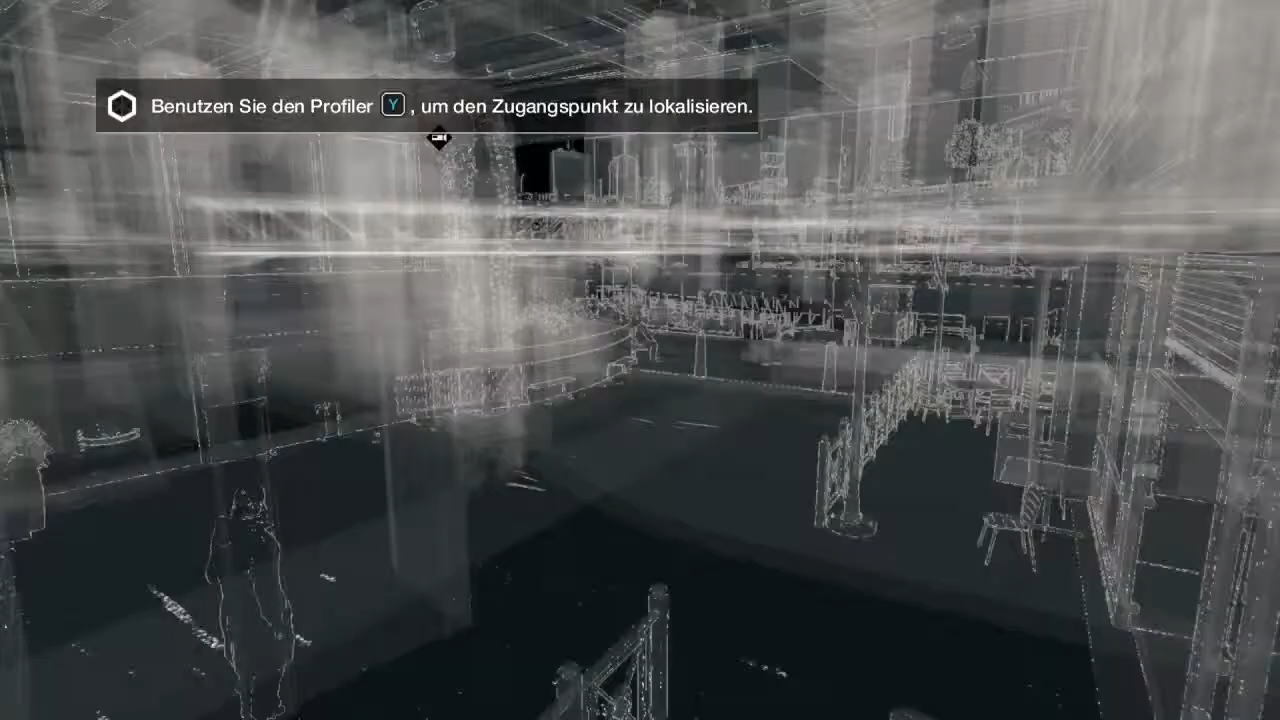 Benutzen Sie den Profiler Y , um den Zugangspunkt zu lokalisieren.